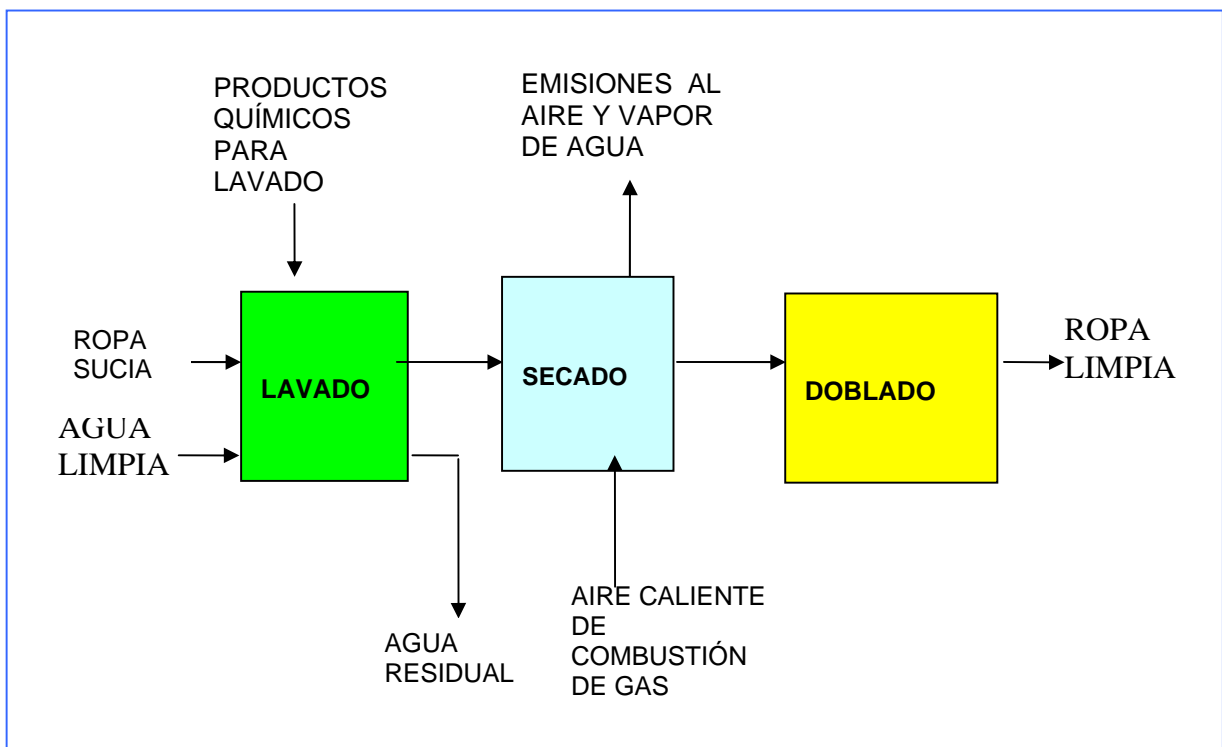 PRODUCTOS
QUÍMICOS
PARA
LAVADO
EMISIONES AL
AIRE Y VAPOR
DE AGUA
ROPA
SUCIA
AGUA
LIMPIA
LAVADO
SECADO
DOBLADO
ROPA
LIMPIA
AGUA
RESIDUAL
AIRE CALIENTE
DE
COMBUSTIÓN
DE GAS